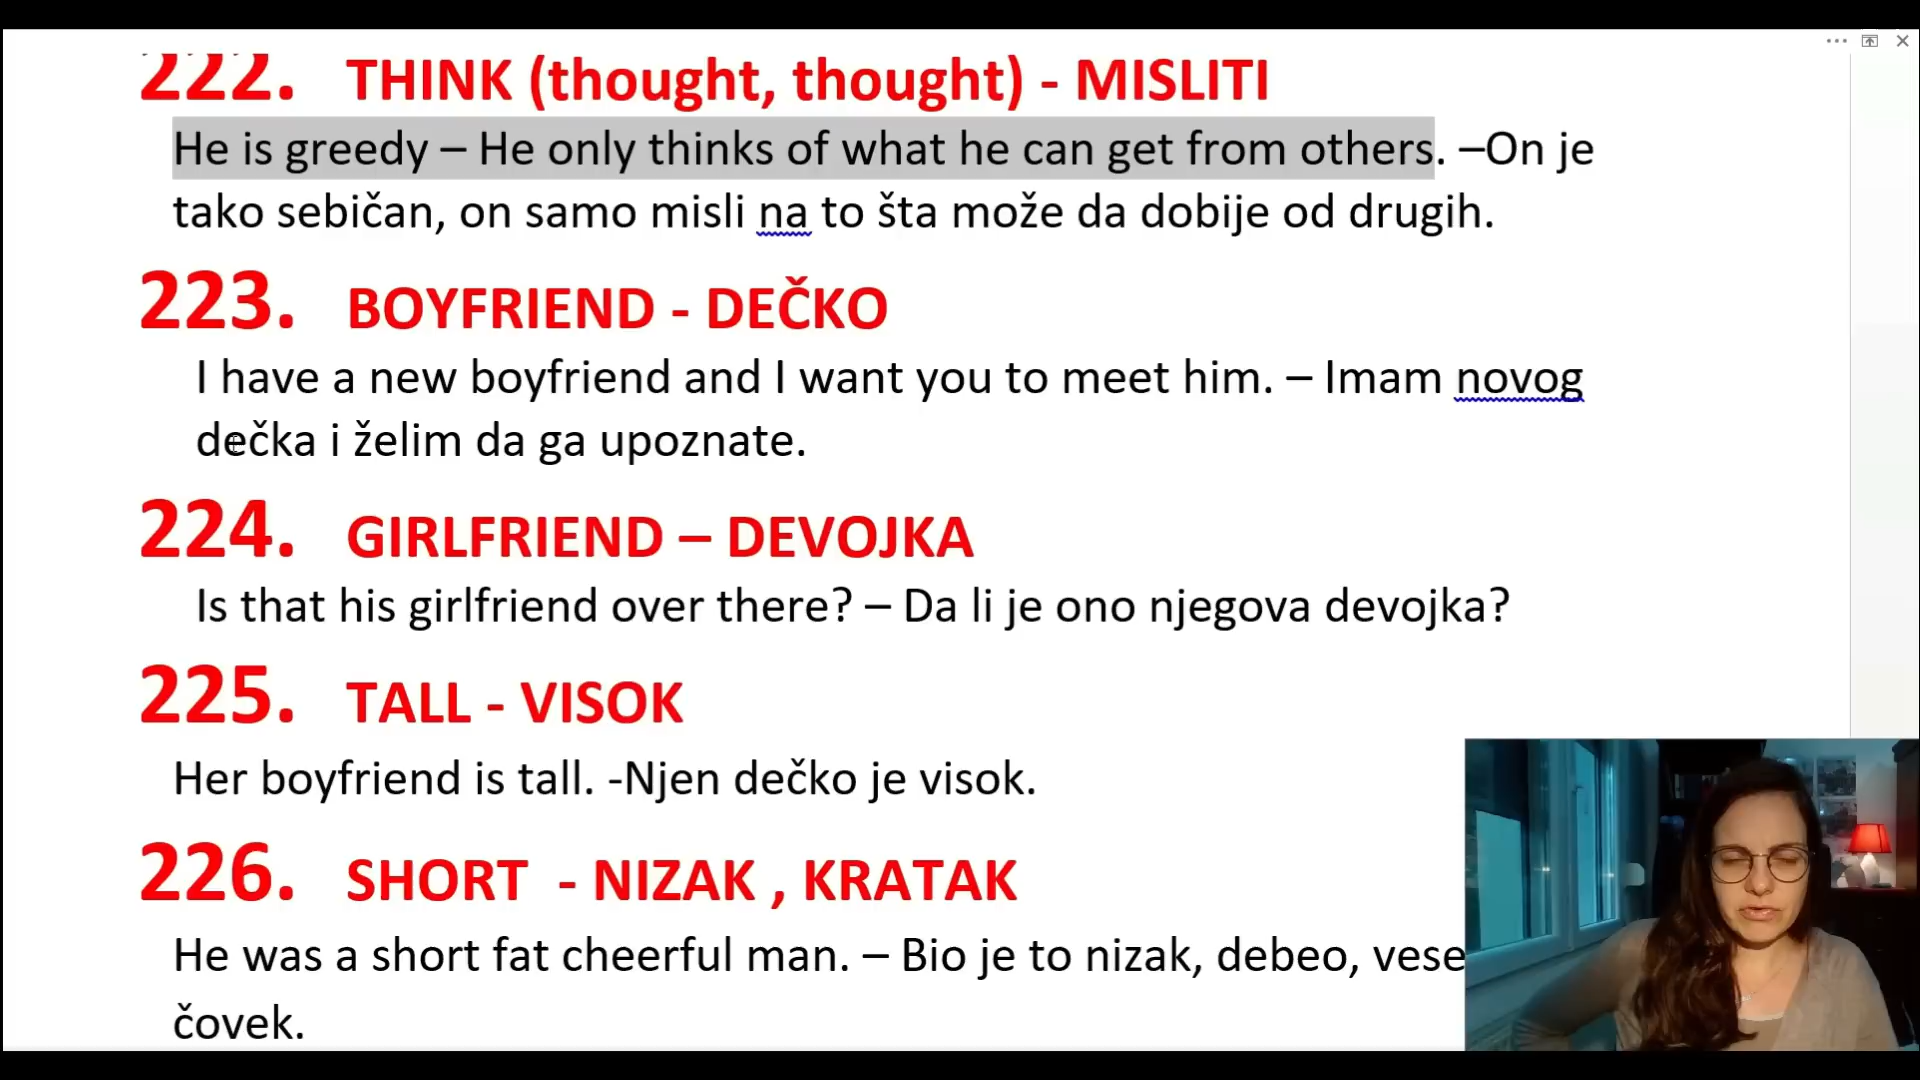 222. THINK (thought, thought) - MISLITI
He is greedy – He only thinks of what he can get from others. –On je
tako sebičan, on samo misli na to šta može da dobije od drugih.
223. BOYFRIEND - DEČKO
I have a new boyfriend and I want you to meet him. – Imam novog
dečka i želim da ga upoznate.
224. GIRLFRIEND – DEVOJKA
Is that his girlfriend over there? – Da li je ono njegova devojka?
225. TALL - VISOK
Her boyfriend is tall. -Njen dečko je visok.
226. SHORT - NIZAK , KRATAK
He was a short fat cheerful man. – Bio je to nizak, debeo, vese
čovek.